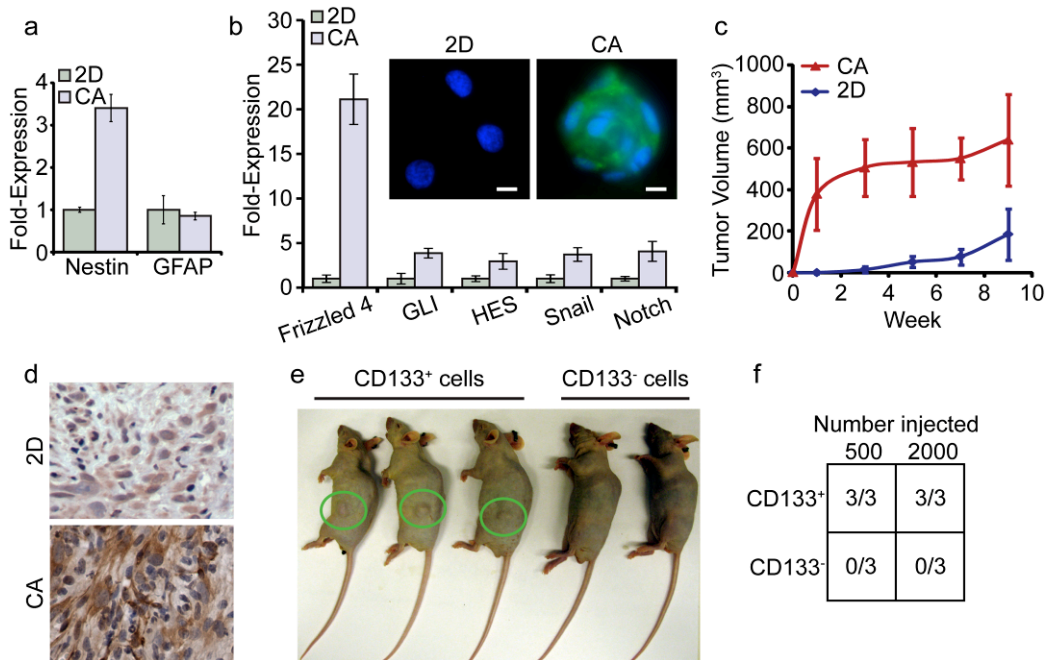 a
2D
CA
Fold-Expression
4
3
2
1
0
Nestin GFAP
b
2D
CA
Fold-Expression
30
25
20
15
10
5
0
Frizzled 4
GLI
HES
Snail
Notch
2D
CA
c
CA
2D
Tumor Volume (mm³)
1000
800
600
400
200
0
0 2 4 6 8 10
Week
d
2D
CA
e
CD133⁺ cells
CD133⁻ cells
f
Number injected
500 2000
CD133⁺ 3/3 3/3
CD133⁻ 0/3 0/3